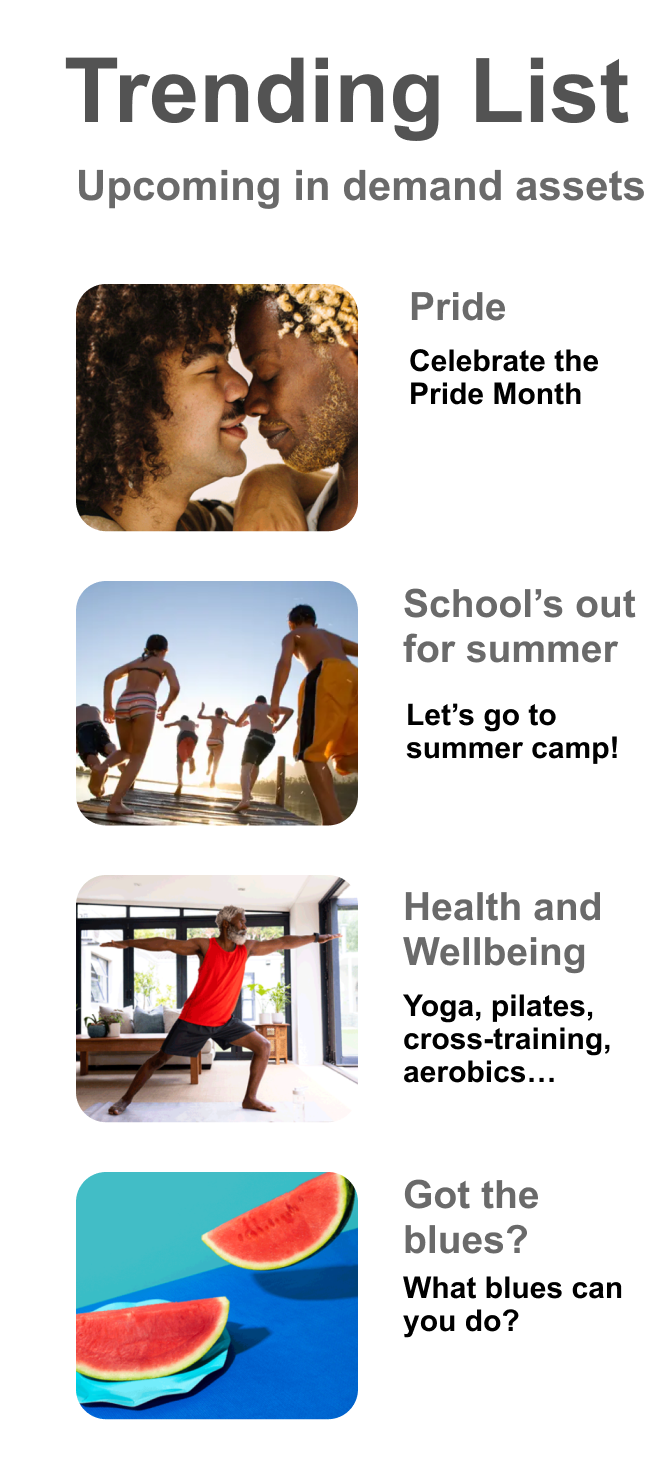 Trending List
Upcoming in demand assets
Pride
Celebrate the
Pride Month
School’s out
for summer
Let’s go to
summer camp!
Health and
Wellbeing
Yoga, pilates,
cross-training,
aerobics…
Got the
blues?
What blues can
you do?